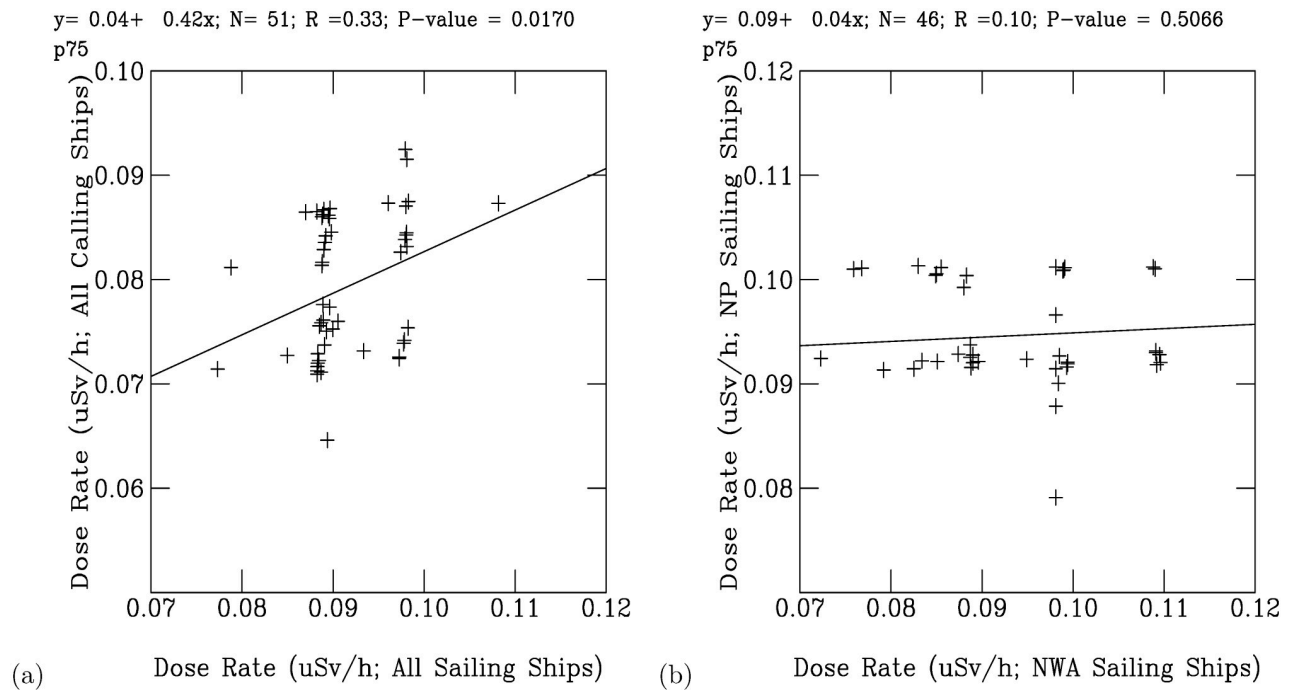 y= 0.04+ 0.42x; N= 51; R =0.33; P-value = 0.0170
p75
0.10
0.09
0.08
0.07
0.06
Dose Rate (uSv/h; All Calling Ships)
0.07 0.08 0.09 0.10 0.11 0.12
Dose Rate (uSv/h; All Sailing Ships)
(a)
y= 0.09+ 0.04x; N= 46; R =0.10; P-value = 0.5066
p75
0.12
0.11
0.10
0.09
0.08
Dose Rate (uSv/h; NP Sailing Ships)
0.07 0.08 0.09 0.10 0.11 0.12
Dose Rate (uSv/h; NWA Sailing Ships)
(b)